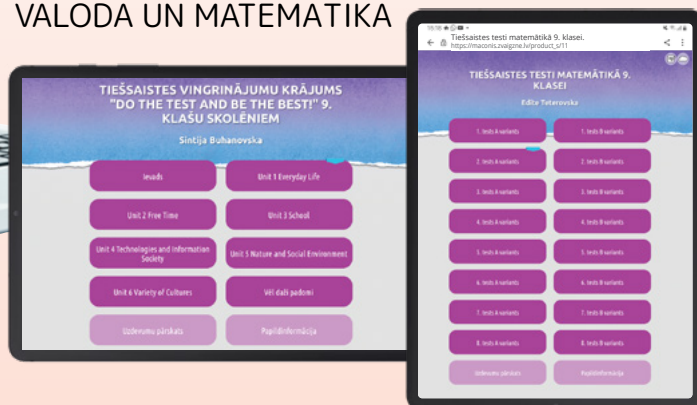 VALODA UN MATEMĀTIKA
TIEŠSAISTES VINGRINĀJUMU KRĀJUMS
"DO THE TEST AND BE THE BEST!" 9.
KLAŠU SKOLĒNIEM
Sintija Buhanovska
Ievads
Unit 1 Everyday Life
Unit 2 Free Time
Unit 3 School
Unit 4 Technologies and Information
Society
Unit 5 Nature and Social Environment
Unit 6 Variety of Cultures
Vēl daži padomi
Uzdevumu pārskats
Papildinformācija
Tiešsaistes testi matemātikā 9. klasei.
https://maconis.zvaigzne.lv/product_s/11
TIEŠSAISTES TESTI MATEMĀTIKĀ 9.
KLASEI
Edīte Teterovska
1. tests A variants
1. tests B variants
2. tests A variants
2. tests B variants
3. tests A variants
3. tests B variants
4. tests A variants
4. tests B variants
5. tests A variants
5. tests B variants
6. tests A variants
6. tests B variants
7. tests A variants
7. tests B variants
8. tests A variants
8. tests B variants
Uzdevumu pārskats
Papildinformācija